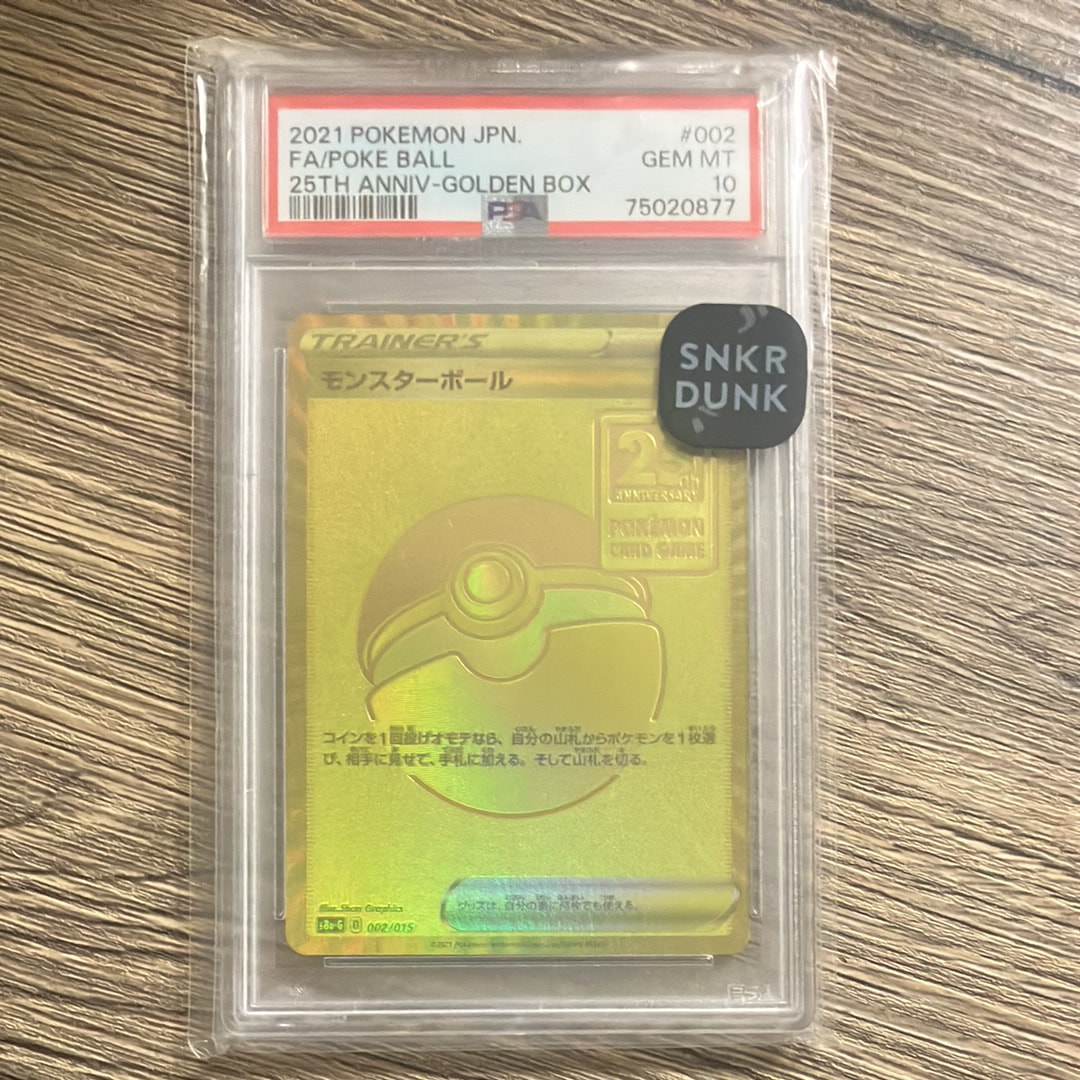 2021 POKEMON JPN. #002
FA/POKE BALL GEM MT
25TH ANNIV-GOLDEN BOX 10
PSA 75020877
TRAINER'S
モンスターボール
SNKR
DUNK
25th
ANNIVERSARY
POKÉMON
CARD GAME
コインを1回投げオモテなら、自分の山札からポケモンを1枚選
び、相手に見せて、手札に加える。そして山札を切る。
グッズは、自分の番に何枚でも使える。
s8a-G D 002/015
PSA